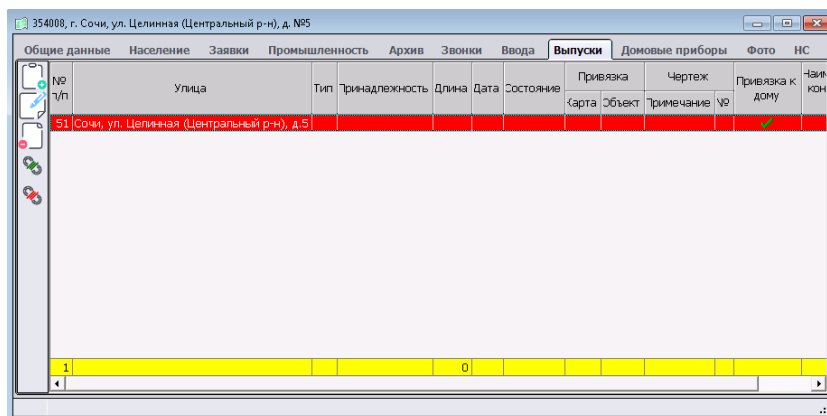 354008, г. Сочи, ул. Целинная (Центральный р-н), д. №5
Общие данные Население Заявки Промышленность Архив Звонки Ввода Выпуски Домовые приборы Фото НС
№ п/п Улица Тип Принадлежность Длина Дата Состояние Привязка Чертеж Привязка к дому
Карта Объект Примечание №
51 Сочи, ул. Целинная (Центральный р-н), д.5
1 0